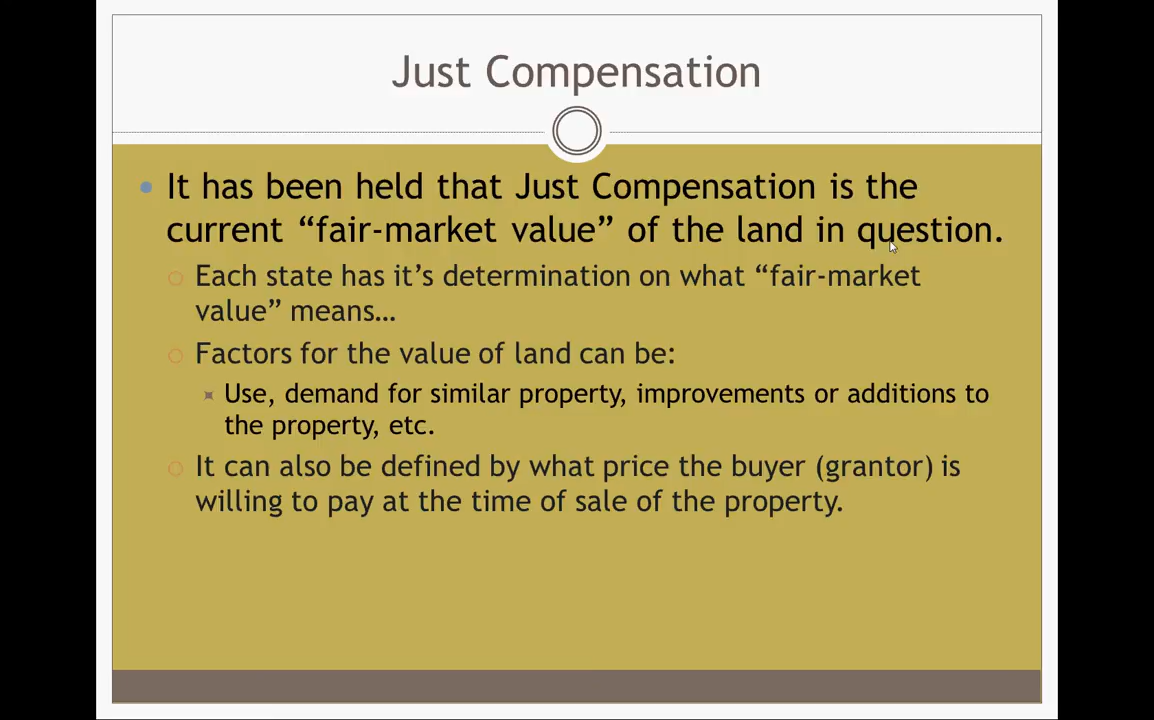 Just Compensation
It has been held that Just Compensation is the
current “fair-market value” of the land in question.
Each state has it’s determination on what “fair-market
value” means…
Factors for the value of land can be:
Use, demand for similar property, improvements or additions to
the property, etc.
It can also be defined by what price the buyer (grantor) is
willing to pay at the time of sale of the property.